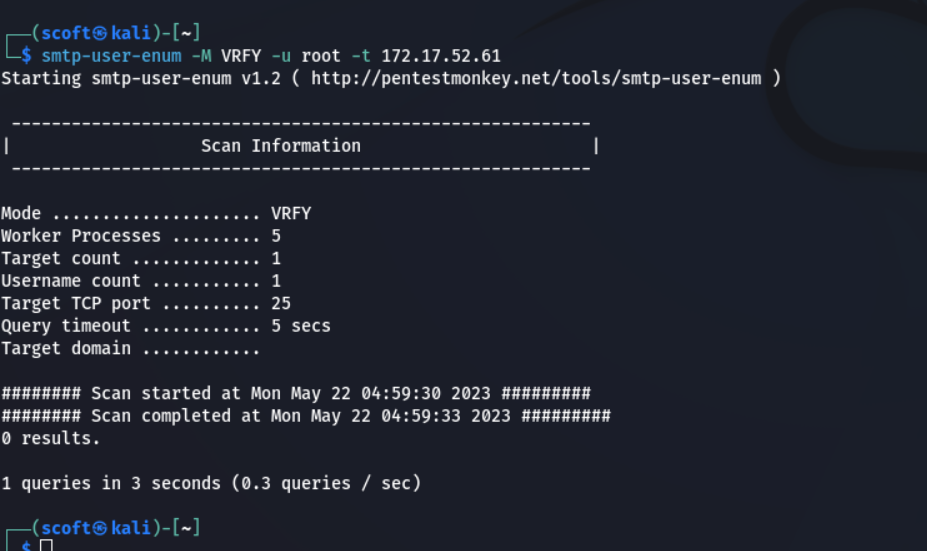 ┌──(scoft㉿kali)-[~]
└─$ smtp-user-enum -M VRFY -u root -t 172.17.52.61
Starting smtp-user-enum v1.2 ( http://pentestmonkey.net/tools/smtp-user-enum )
----------------------------------------------------------
|                   Scan Information                       |
----------------------------------------------------------
Mode ..................... VRFY
Worker Processes ......... 5
Target count ............. 1
Username count ........... 1
Target TCP port .......... 25
Query timeout ............ 5 secs
Target domain ............
######## Scan started at Mon May 22 04:59:30 2023 #########
######## Scan completed at Mon May 22 04:59:33 2023 #########
0 results.
1 queries in 3 seconds (0.3 queries / sec)
┌──(scoft㉿kali)-[~]
└─$